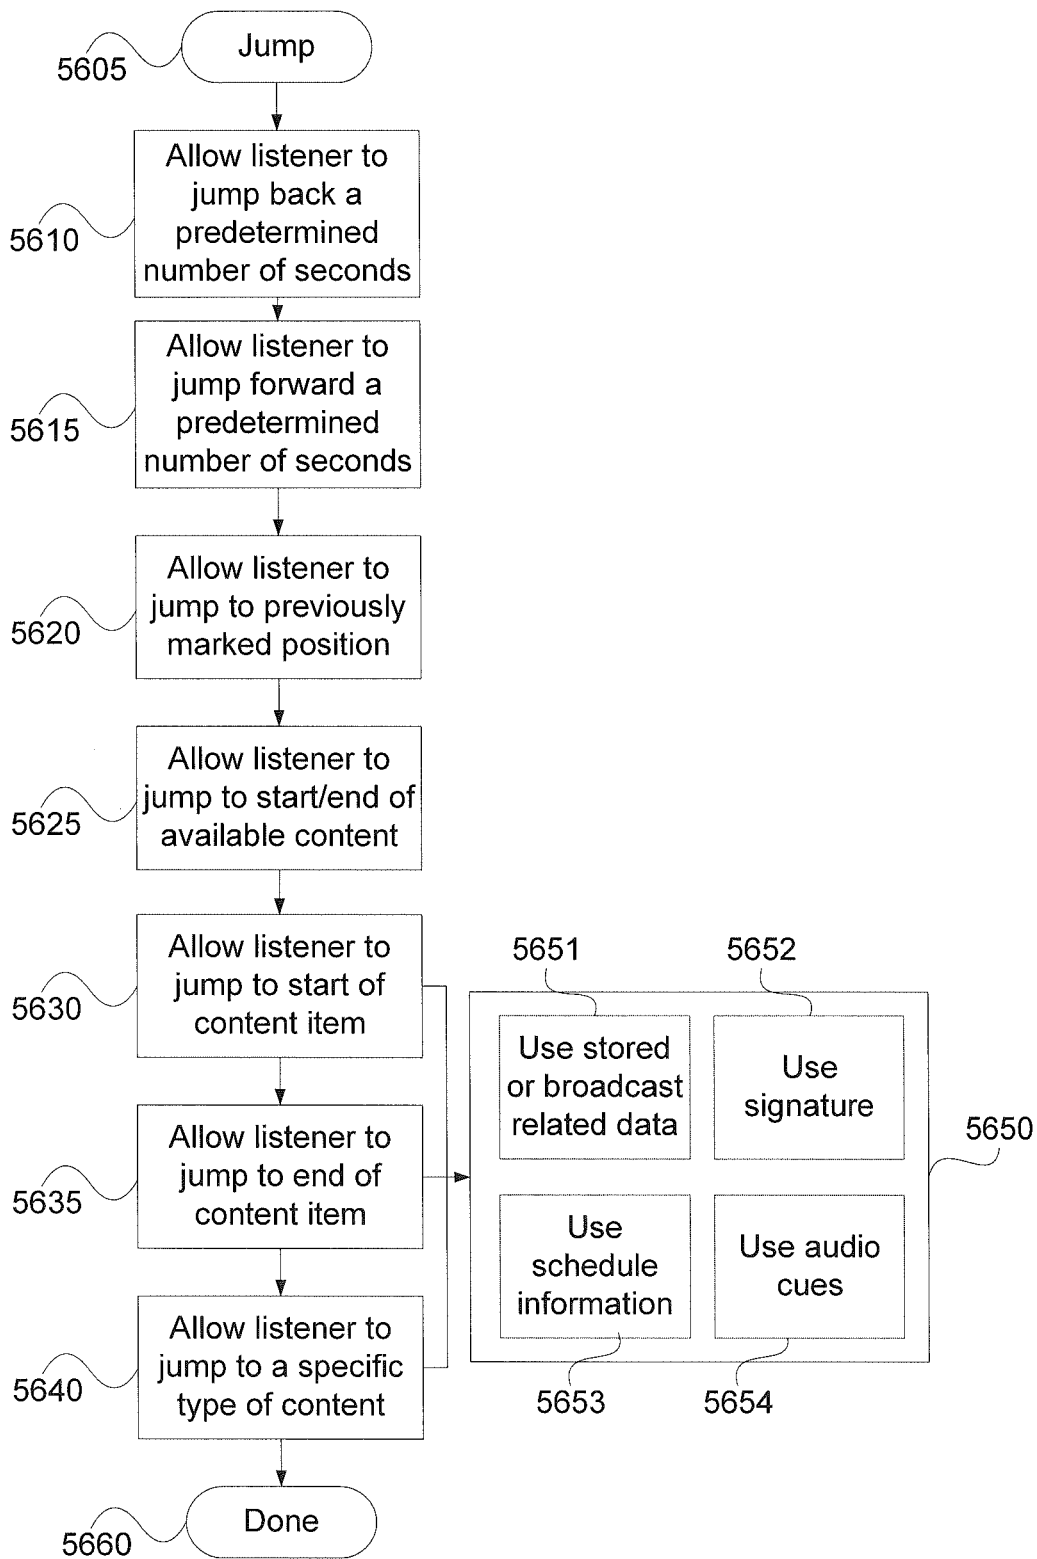 Jump
5605
Allow listener to
jump back a
predetermined
number of seconds
5610
Allow listener to
jump forward a
predetermined
number of seconds
5615
Allow listener to
jump to previously
marked position
5620
Allow listener to
jump to start/end of
available content
5625
Allow listener to
jump to start of
content item
5630
Allow listener to
jump to end of
content item
5635
Allow listener to
jump to a specific
type of content
5640
5651
5652
Use stored
or broadcast
related data
Use
signature
5650
Use
schedule
information
Use audio
cues
5653
5654
Done
5660